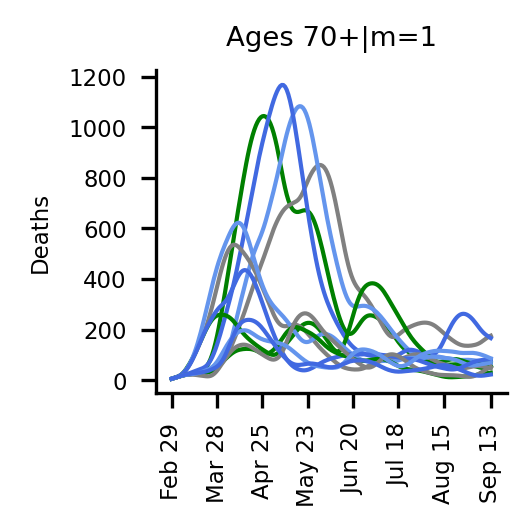 Ages 70+|m=1
Deaths
1200
1000
800
600
400
200
0
Feb 29
Mar 28
Apr 25
May 23
Jun 20
Jul 18
Aug 15
Sep 13